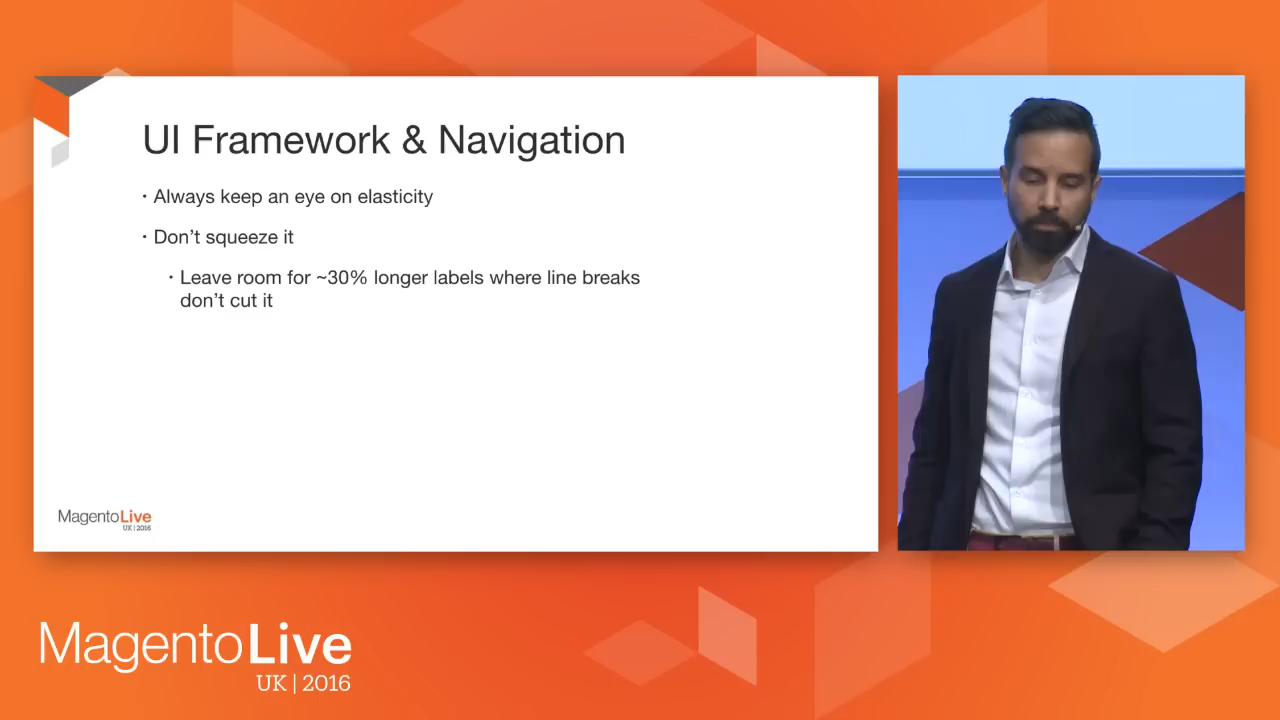 UI Framework & Navigation
· Always keep an eye on elasticity
· Don’t squeeze it
· Leave room for ~30% longer labels where line breaks
don’t cut it
MagentoLive
UK | 2016
MagentoLive
UK | 2016